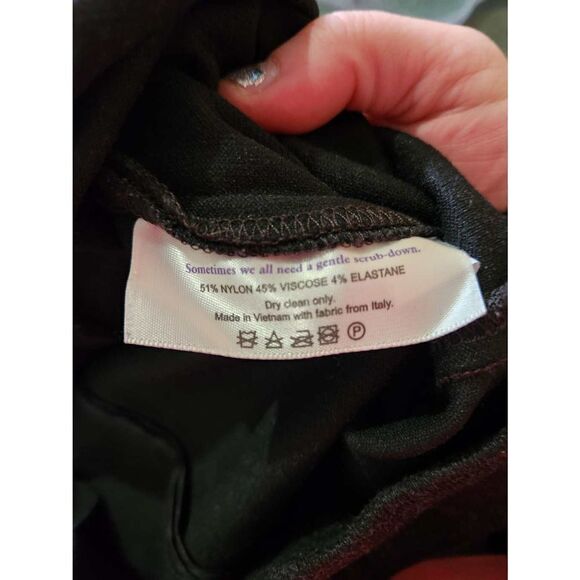 Sometimes we all need a gentle scrub-down.
51% NYLON 45% VISCOSE 4% ELASTANE
Dry clean only.
Made in Vietnam with fabric from Italy.
P